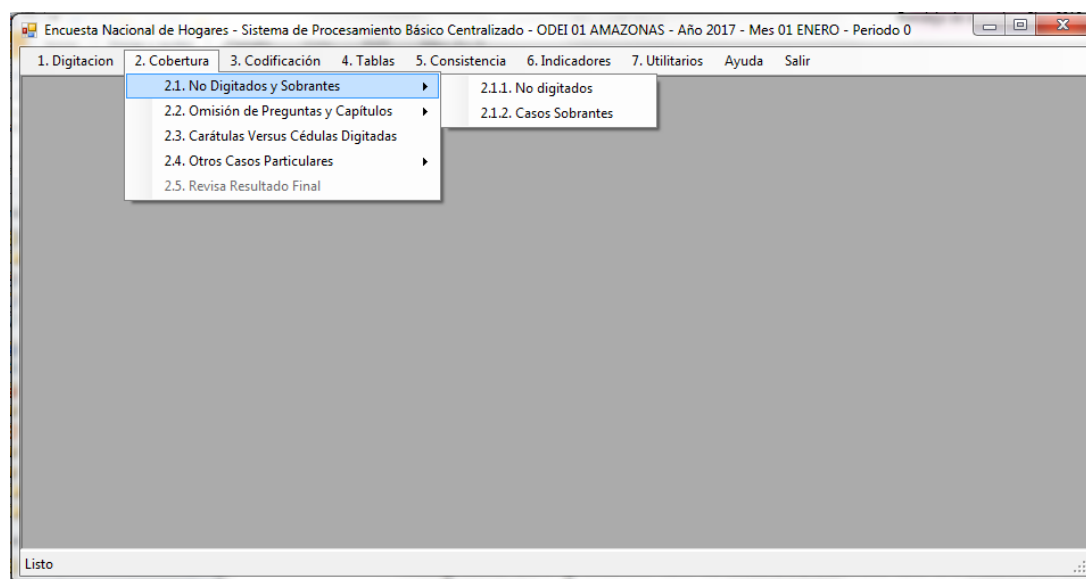 Encuesta Nacional de Hogares - Sistema de Procesamiento Básico Centralizado - ODEI 01 AMAZONAS - Año 2017 - Mes 01 ENERO - Periodo 0
1. Digitacion 2. Cobertura 3. Codificación 4. Tablas 5. Consistencia 6. Indicadores 7. Utilitarios Ayuda Salir
2.1. No Digitados y Sobrantes
2.2. Omisión de Preguntas y Capítulos
2.3. Carátulas Versus Cédulas Digitadas
2.4. Otros Casos Particulares
2.5. Revisa Resultado Final
2.1.1. No digitados
2.1.2. Casos Sobrantes
Listo